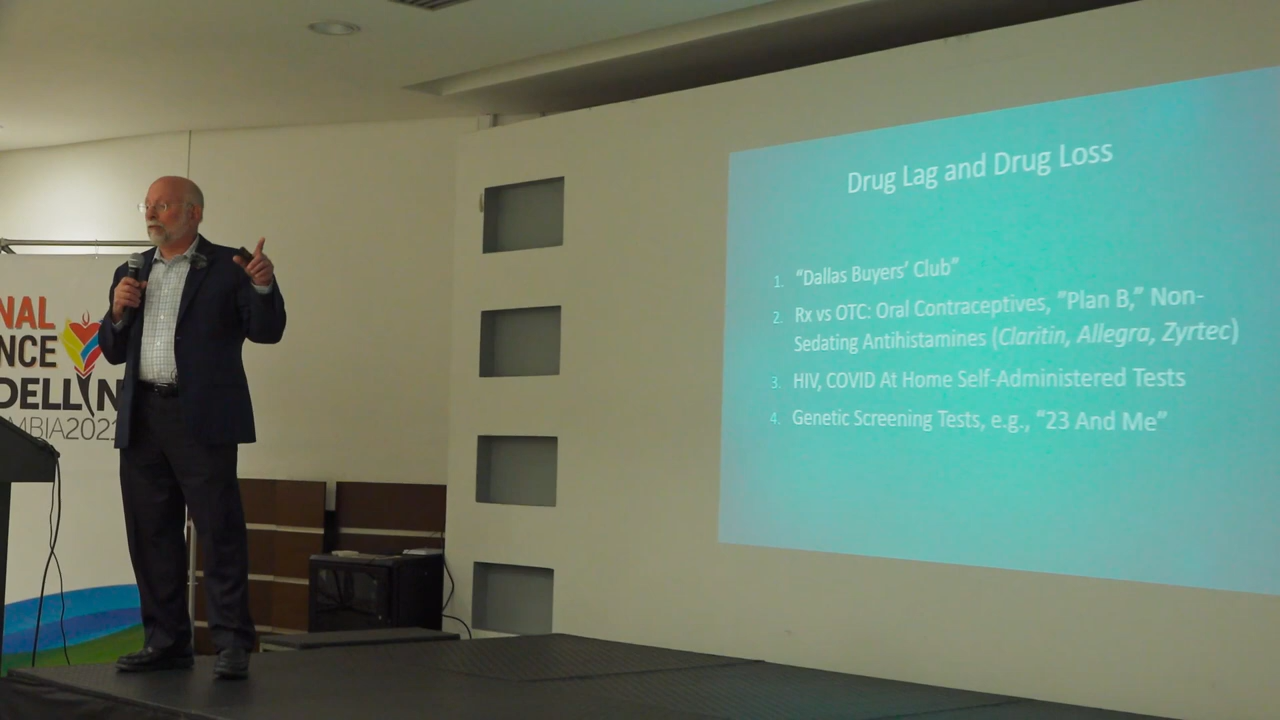 NAL
NCE
DELLIN
MBIA2021
Drug Lag and Drug Loss
1. “Dallas Buyers’ Club”
2. Rx vs OTC: Oral Contraceptives, ”Plan B,” Non-
Sedating Antihistamines (Claritin, Allegra, Zyrtec)
3. HIV, COVID At Home Self-Administered Tests
4. Genetic Screening Tests, e.g., “23 And Me”